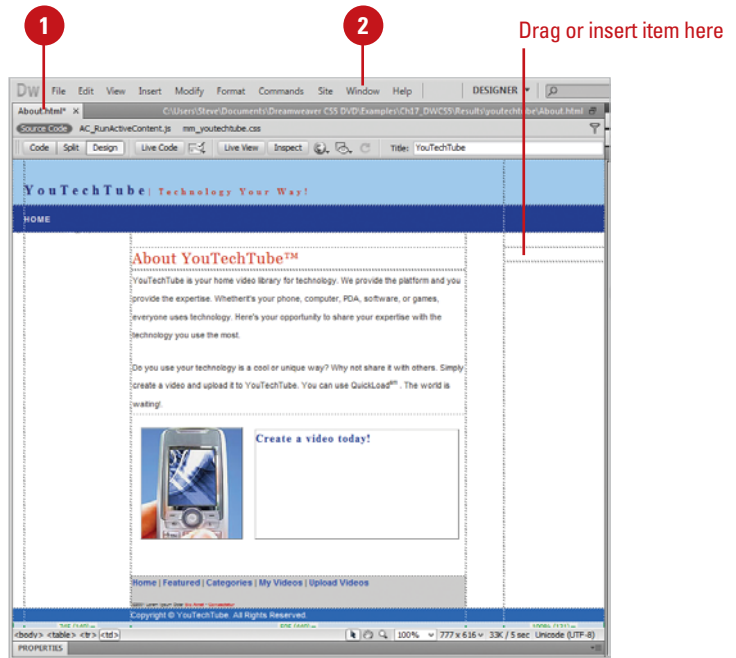 1
2
Drag or insert item here
DW File Edit View Insert Modify Format Commands Site Window Help DESIGNER
About.html* × C:\Users\Steve\Documents\Dreamweaver CS5 DVD\Examples\Ch17_DWCS5\Results\youtechtube\About.html
Source Code AC_RunActiveContent.js mm_youtechtube.css
Code Split Design Live Code Live View Inspect Title: YouTechTube
YouTechTube| Technology Your Way!
HOME
About YouTechTube™
YouTechTube is your home video library for technology. We provide the platform and you
provide the expertise. Whetherit's your phone, computer, PDA, software, or games,
everyone uses technology. Here's your opportunity to share your expertise with the
technology you use the most.
Do you use your technology is a cool or unique way? Why not share it with others. Simply
create a video and upload it to YouTechTube. You can use QuickLoad℠ . The world is
waiting!.
Create a video today!
Home | Featured | Categories | My Videos | Upload Videos
Copyright © YouTechTube. All Rights Reserved.
<body> <table> <tr> <td> 100% 777 x 616 33K / 5 sec Unicode (UTF-8)
PROPERTIES